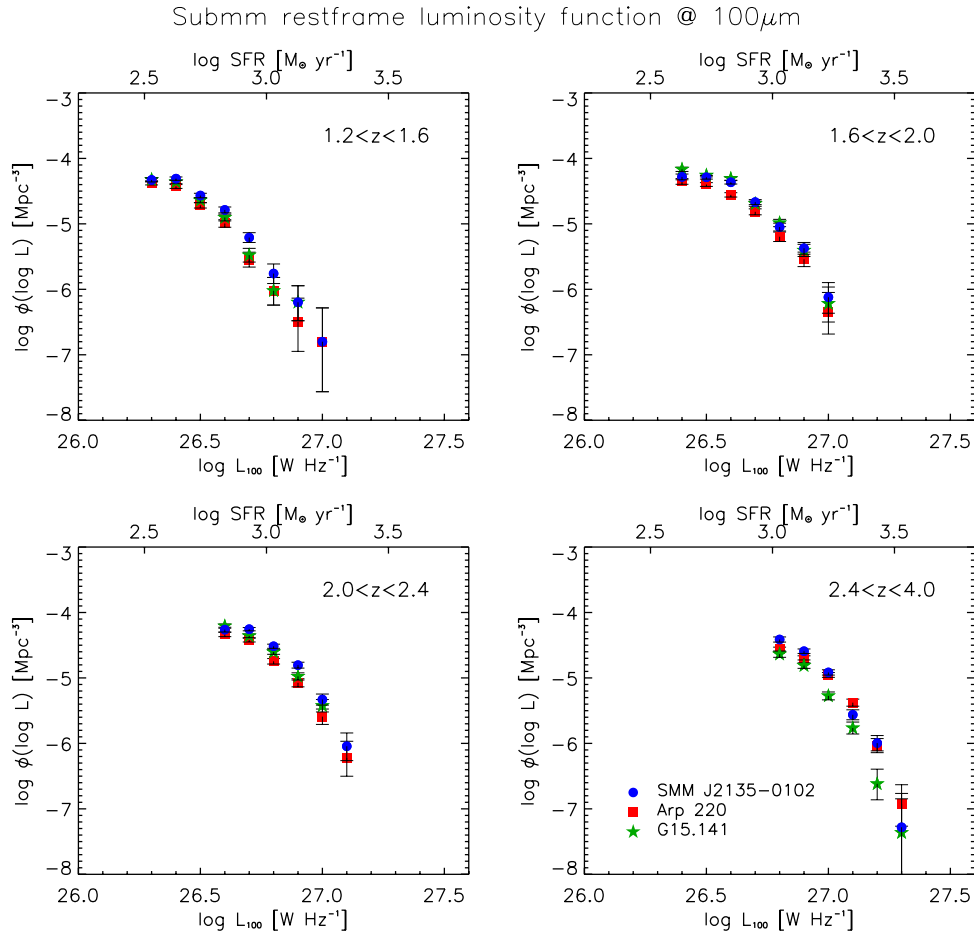 Submm restframe luminosity function @ 100μm
log SFR [M⊙ yr⁻¹]
2.5 3.0 3.5
log SFR [M⊙ yr⁻¹]
2.5 3.0 3.5
1.2<z<1.6
1.6<z<2.0
log φ(log L) [Mpc⁻³]
-3
-4
-5
-6
-7
-8
log φ(log L) [Mpc⁻³]
-3
-4
-5
-6
-7
-8
26.0 26.5 27.0 27.5
log L₁₀₀ [W Hz⁻¹]
26.0 26.5 27.0 27.5
log L₁₀₀ [W Hz⁻¹]
log SFR [M⊙ yr⁻¹]
2.5 3.0 3.5
log SFR [M⊙ yr⁻¹]
2.5 3.0 3.5
2.0<z<2.4
2.4<z<4.0
log φ(log L) [Mpc⁻³]
-3
-4
-5
-6
-7
-8
log φ(log L) [Mpc⁻³]
-3
-4
-5
-6
-7
-8
SMM J2135-0102
Arp 220
G15.141
26.0 26.5 27.0 27.5
log L₁₀₀ [W Hz⁻¹]
26.0 26.5 27.0 27.5
log L₁₀₀ [W Hz⁻¹]